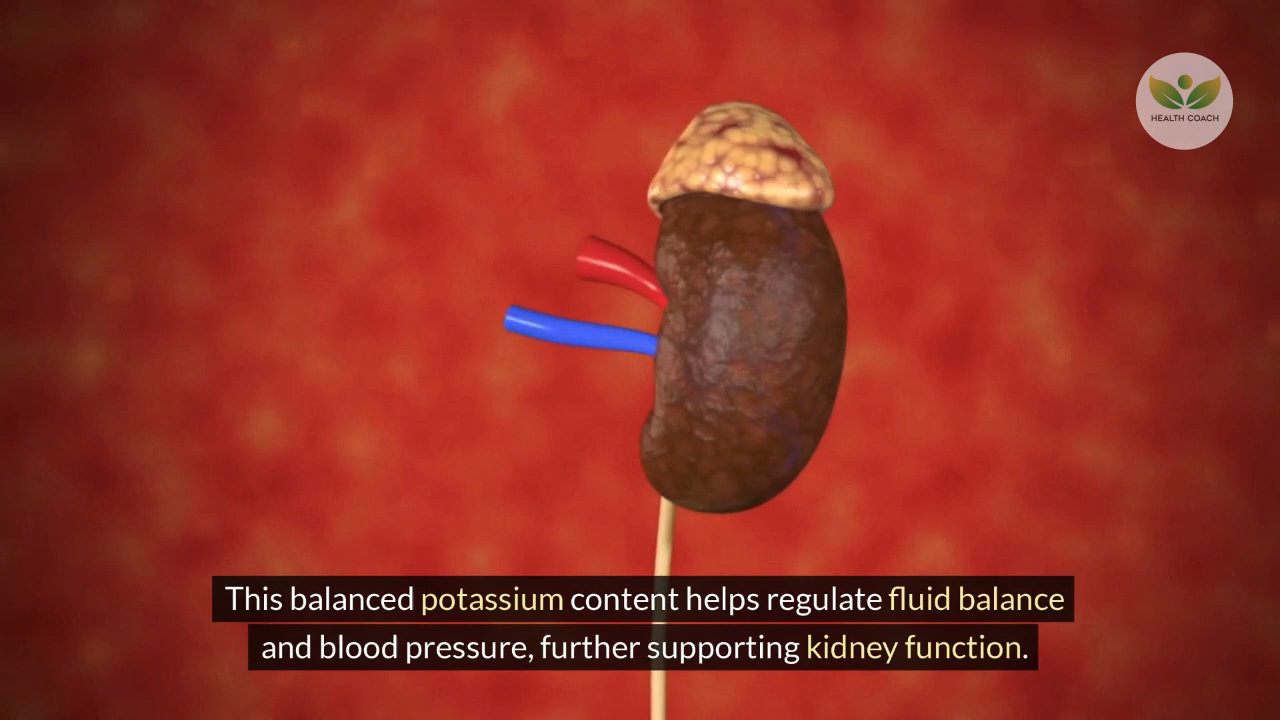 HEALTH COACH
This balanced potassium content helps regulate fluid balance
and blood pressure, further supporting kidney function.